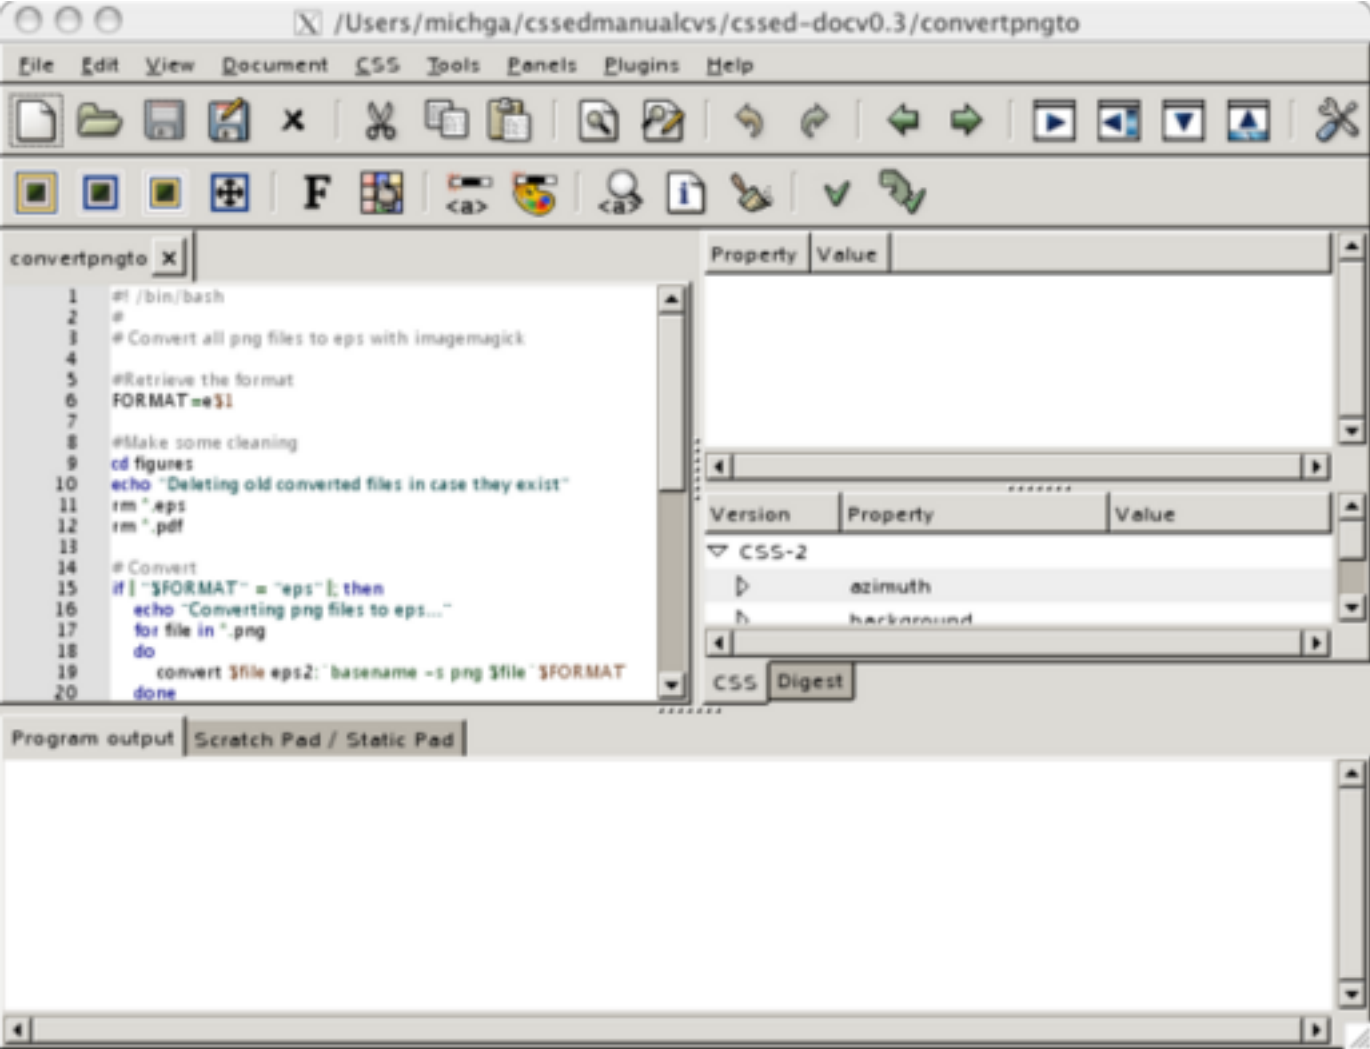 /Users/michga/cssedmanualcvs/cssed-docv0.3/convertpngto
File Edit View Document CSS Tools Panels Plugins Help
F <a> <a> i
convertpngto x
1 #! /bin/bash
2 #
3 # Convert all png files to eps with imagemagick
4
5 #Retrieve the format
6 FORMAT=e$1
7
8 #Make some cleaning
9 cd figures
10 echo "Deleting old converted files in case they exist"
11 rm *.eps
12 rm *.pdf
13
14 # Convert
15 if [ "$FORMAT" = "eps" ]; then
16 echo "Converting png files to eps..."
17 for file in *.png
18 do
19 convert $file eps2:`basename -s png $file`$FORMAT
20 done
Property Value
Version Property Value
CSS-2
azimuth
background
CSS Digest
Program output Scratch Pad / Static Pad